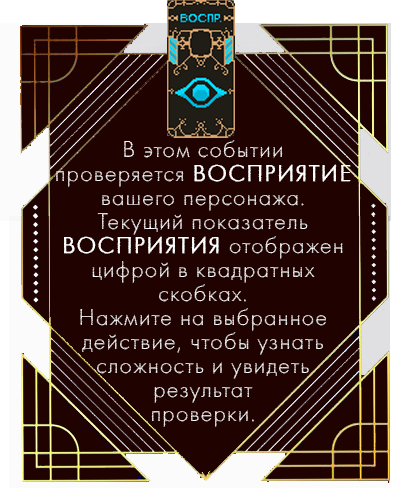 ВОСПР.
В этом событии
проверяется ВОСПРИЯТИЕ
вашего персонажа.
Текущий показатель
ВОСПРИЯТИЯ отображен
цифрой в квадратных
скобках.
Нажмите на выбранное
действие, чтобы узнать
сложность и увидеть
результат
проверки.